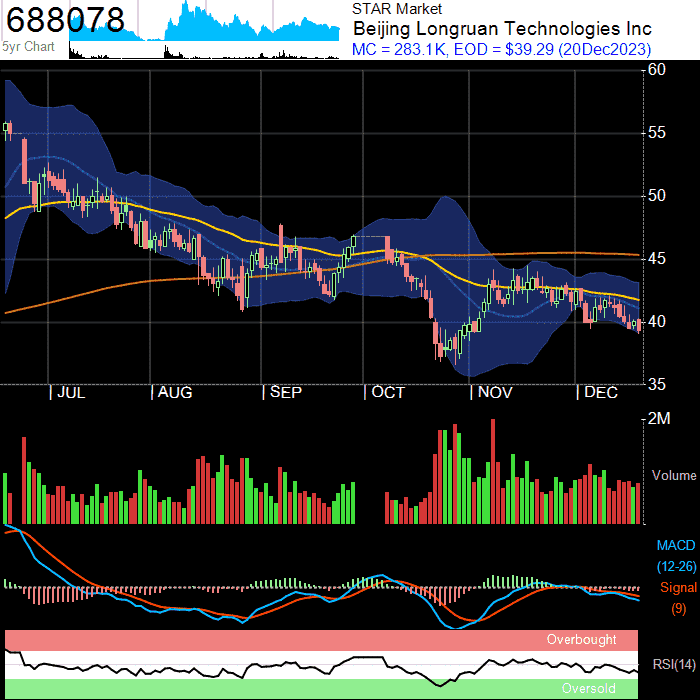 688078
5yr Chart
STAR Market
Beijing Longruan Technologies Inc
MC = 283.1K, EOD = $39.29 (20Dec2023)
60
55
50
45
40
35
| JUL | AUG | SEP | OCT | NOV | DEC
2M
Volume
MACD
(12-26)
Signal
(9)
Overbought
RSI(14)
Oversold